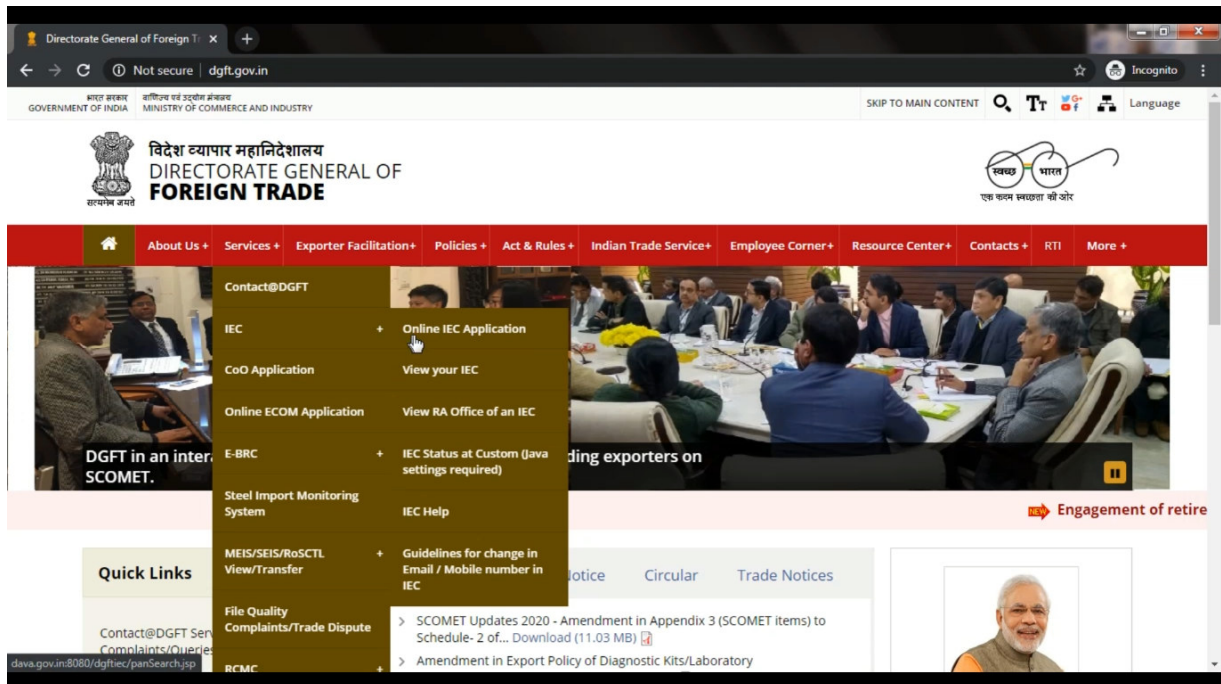 Directorate General of Foreign Tr
Not secure | dgft.gov.in
Incognito
भारत सरकार
GOVERNMENT OF INDIA
वाणिज्य एवं उद्योग मंत्रालय
MINISTRY OF COMMERCE AND INDUSTRY
SKIP TO MAIN CONTENT
TT
Language
विदेश व्यापार महानिदेशालय
DIRECTORATE GENERAL OF
FOREIGN TRADE
सत्यमेव जयते
स्वच्छ भारत
एक कदम स्वच्छता की ओर
About Us + Services + Exporter Facilitation+ Policies + Act & Rules + Indian Trade Service+ Employee Corner+ Resource Center+ Contacts + RTI More +
Contact@DGFT
IEC +
CoO Application
Online ECOM Application
E-BRC +
Steel Import Monitoring
System
MEIS/SEIS/RoSCTL +
View/Transfer
File Quality
Complaints/Trade Dispute
RCMC +
Online IEC Application
View your IEC
View RA Office of an IEC
IEC Status at Custom (Java
settings required)
IEC Help
Guidelines for change in
Email / Mobile number in
IEC
DGFT in an inter
ding exporters on
SCOMET.
NEW Engagement of retire
Quick Links
Contact@DGFT Ser
Complaints/Queries
otice Circular Trade Notices
> SCOMET Updates 2020 - Amendment in Appendix 3 (SCOMET items) to
Schedule- 2 of... Download (11.03 MB)
> Amendment in Export Policy of Diagnostic Kits/Laboratory
dava.gov.in:8080/dgftiec/panSearch.jsp